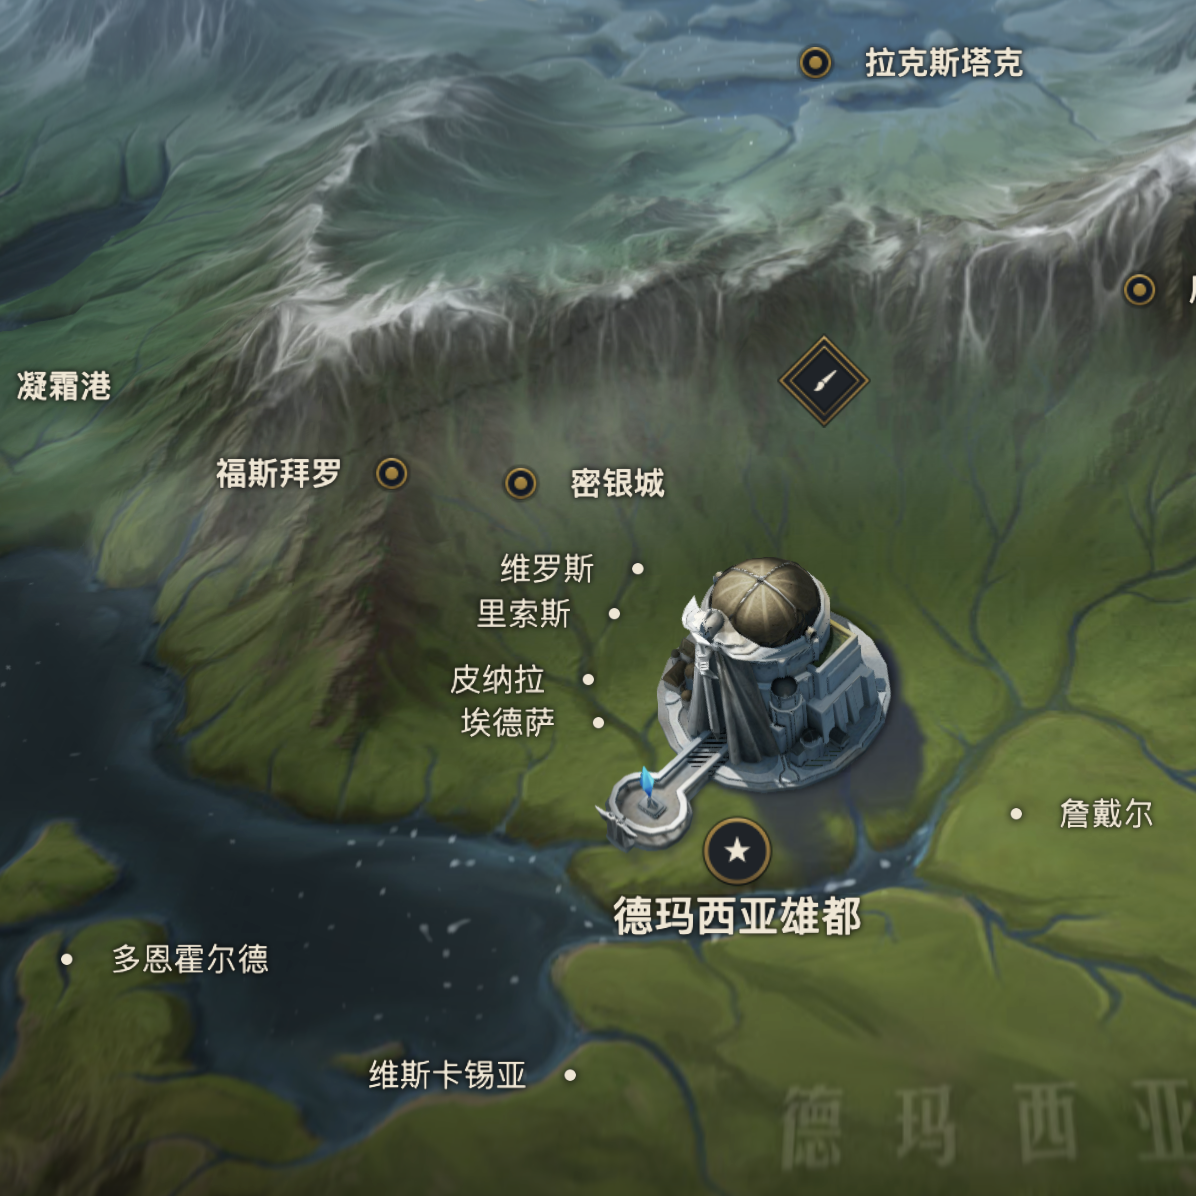 拉克斯塔克
凝霜港
福斯拜罗
密银城
维罗斯
里索斯
皮纳拉
埃德萨
詹戴尔
德玛西亚雄都
多恩霍尔德
维斯卡锡亚
德玛西亚